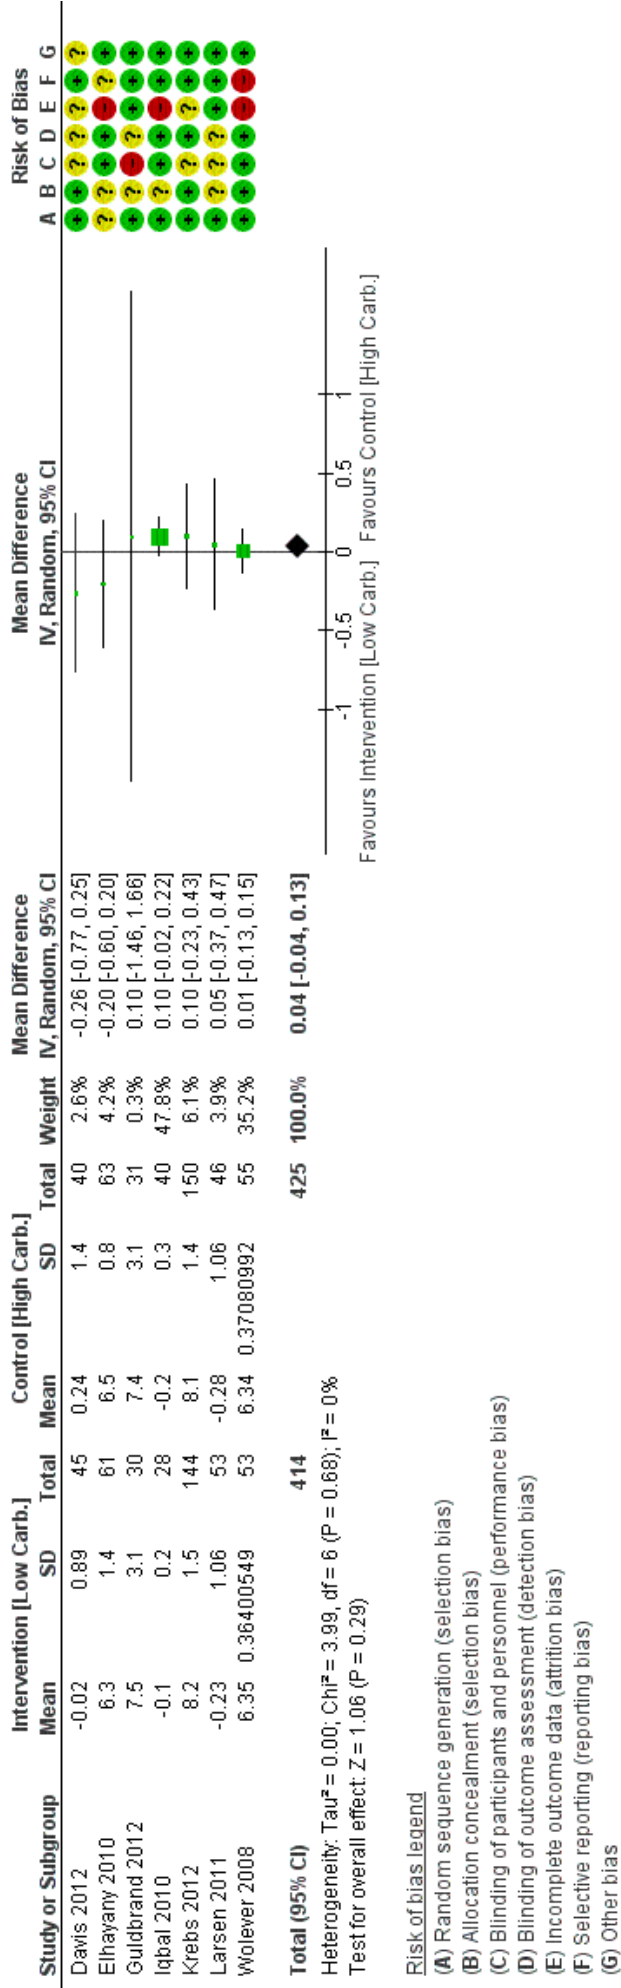 Intervention [Low Carb.] Control [High Carb.] Mean Difference Mean Difference Risk of Bias
Study or Subgroup Mean SD Total Mean SD Total Weight IV, Random, 95% CI IV, Random, 95% CI A B C D E F G
Davis 2012 -0.02 0.89 45 0.24 1.4 40 2.6% -0.26 [-0.77, 0.25] + + ? ? ? + ?
Elhayany 2010 6.3 1.4 61 6.5 0.8 63 4.2% -0.20 [-0.60, 0.20] ? ? + + - ? +
Guldbrand 2012 7.5 3.1 30 7.4 3.1 31 0.3% 0.10 [-1.46, 1.66] + ? - ? + + +
Iqbal 2010 -0.1 0.2 28 -0.2 0.3 40 47.8% 0.10 [-0.02, 0.22] + ? + + - + +
Krebs 2012 8.2 1.5 144 8.1 1.4 150 6.1% 0.10 [-0.23, 0.43] + + ? + ? + +
Larsen 2011 -0.23 1.06 53 -0.28 1.06 46 3.9% 0.05 [-0.37, 0.47] + ? ? ? + + +
Wolever 2008 6.35 0.36400549 53 6.34 0.37080992 55 35.2% 0.01 [-0.13, 0.15] + + + + - - +
Total (95% CI) 414 425 100.0% 0.04 [-0.04, 0.13]
Heterogeneity: Tau² = 0.00; Chi² = 3.99, df = 6 (P = 0.68); I² = 0%
Test for overall effect: Z = 1.06 (P = 0.29)
-1 -0.5 0 0.5 1
Favours Intervention [Low Carb.] Favours Control [High Carb.]
Risk of bias legend
(A) Random sequence generation (selection bias)
(B) Allocation concealment (selection bias)
(C) Blinding of participants and personnel (performance bias)
(D) Blinding of outcome assessment (detection bias)
(E) Incomplete outcome data (attrition bias)
(F) Selective reporting (reporting bias)
(G) Other bias